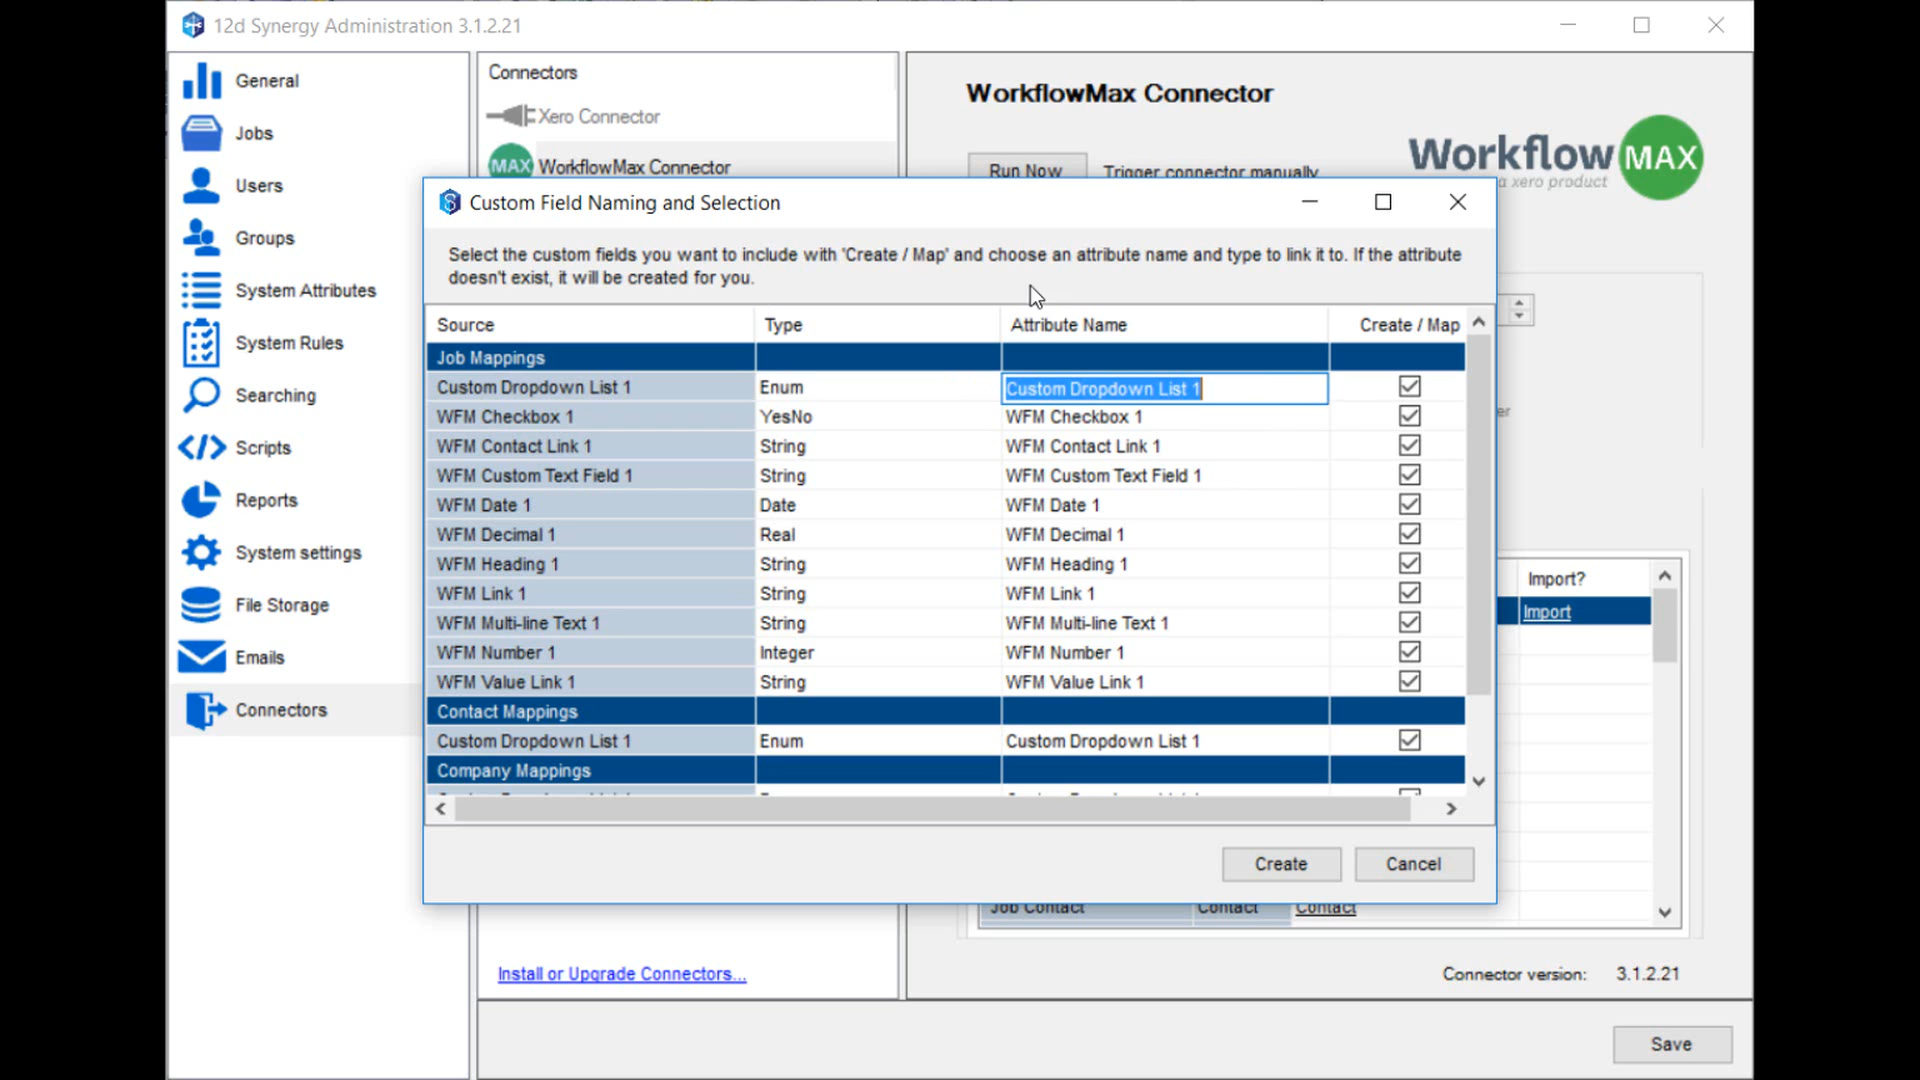 12d Synergy Administration 3.1.2.21
General
Jobs
Users
Groups
System Attributes
System Rules
Searching
Scripts
Reports
System settings
File Storage
Emails
Connectors
Connectors
Xero Connector
MAX WorkflowMax Connector
Install or Upgrade Connectors...
WorkflowMax Connector
Run Now Trigger connector manually
Workflow MAX
a xero product
Custom Field Naming and Selection
Select the custom fields you want to include with 'Create / Map' and choose an attribute name and type to link it to. If the attribute
doesn't exist, it will be created for you.
Source Type Attribute Name Create / Map
Job Mappings
Custom Dropdown List 1 Enum Custom Dropdown List 1
WFM Checkbox 1 YesNo WFM Checkbox 1
WFM Contact Link 1 String WFM Contact Link 1
WFM Custom Text Field 1 String WFM Custom Text Field 1
WFM Date 1 Date WFM Date 1
WFM Decimal 1 Real WFM Decimal 1
WFM Heading 1 String WFM Heading 1
WFM Link 1 String WFM Link 1
WFM Multi-line Text 1 String WFM Multi-line Text 1
WFM Number 1 Integer WFM Number 1
WFM Value Link 1 String WFM Value Link 1
Contact Mappings
Custom Dropdown List 1 Enum Custom Dropdown List 1
Company Mappings
Create Cancel
er
Import?
Import
Job Contact Contact Contact
Connector version: 3.1.2.21
Save